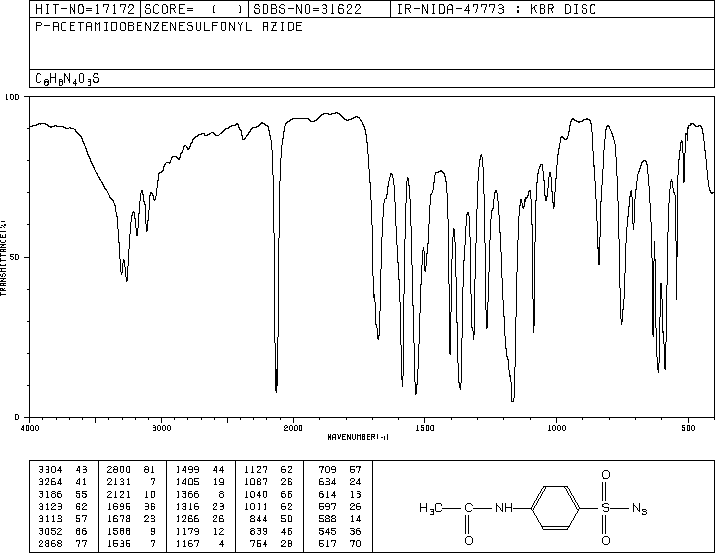 HIT-NO=17172 SCORE= ( ) SDBS-NO=31622 IR-NIDA-47773 : KBR DISC
P-ACETAMIDOBENZENESULFONYL AZIDE
C8H8N4O3S
100
50
0
TRANSMITTANCE(%)
4000 3000 2000 1500 1000 500
WAVENUMBER(-1)
3304 43 2800 81 1499 44 1127 62 709 57
3264 41 2131 7 1405 19 1087 26 634 24
3186 55 2121 10 1366 8 1040 66 614 13
3123 62 1696 36 1316 23 1011 62 597 26
3113 57 1678 23 1266 26 844 50 588 14
3052 66 1588 9 1179 12 839 46 545 36
2868 77 1536 7 1167 4 754 28 517 70
O
H3C C NH S N3
O O